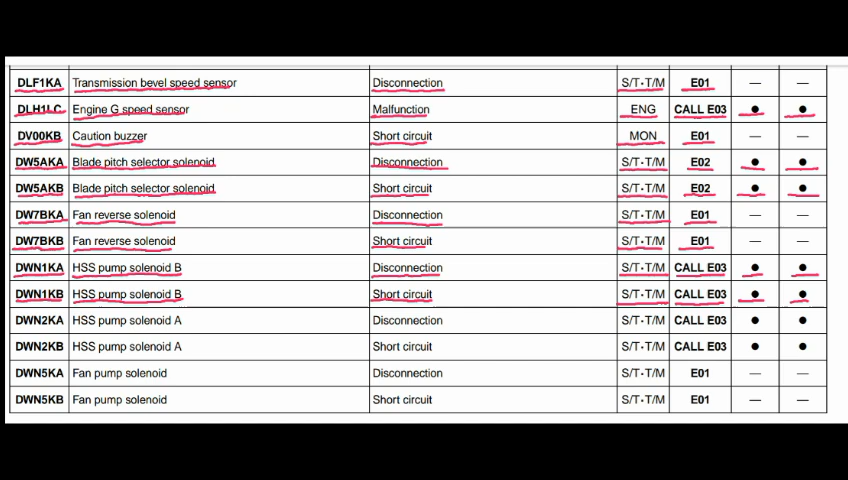 DLF1KA Transmission bevel speed sensor Disconnection S/T・T/M E01 — —
DLH1LC Engine G speed sensor Malfunction ENG CALL E03 ● ●
DV00KB Caution buzzer Short circuit MON E01 — —
DW5AKA Blade pitch selector solenoid Disconnection S/T・T/M E02 ● ●
DW5AKB Blade pitch selector solenoid Short circuit S/T・T/M E02 ● ●
DW7BKA Fan reverse solenoid Disconnection S/T・T/M E01 — —
DW7BKB Fan reverse solenoid Short circuit S/T・T/M E01 — —
DWN1KA HSS pump solenoid B Disconnection S/T・T/M CALL E03 ● ●
DWN1KB HSS pump solenoid B Short circuit S/T・T/M CALL E03 ● ●
DWN2KA HSS pump solenoid A Disconnection S/T・T/M CALL E03 ● ●
DWN2KB HSS pump solenoid A Short circuit S/T・T/M CALL E03 ● ●
DWN5KA Fan pump solenoid Disconnection S/T・T/M E01 — —
DWN5KB Fan pump solenoid Short circuit S/T・T/M E01 — —